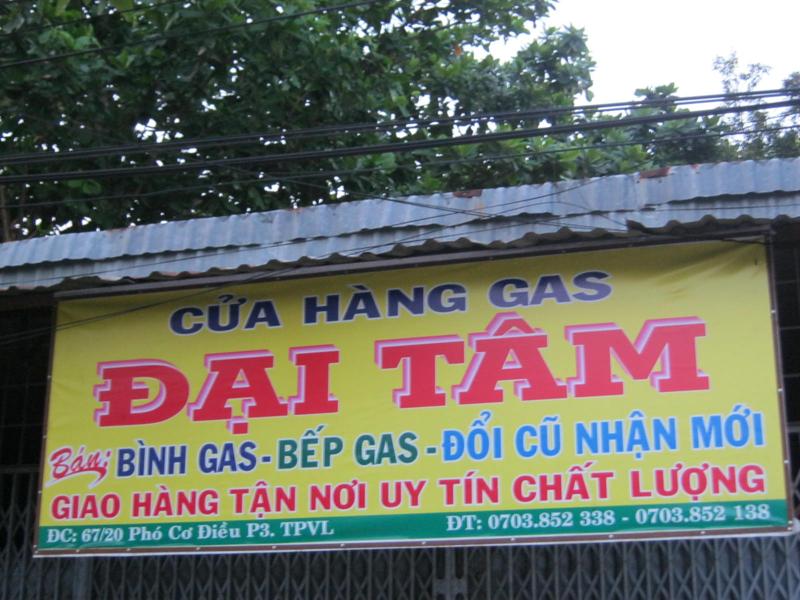 CỬA HÀNG GAS
ĐẠI TÂM
Bán: BÌNH GAS - BẾP GAS - ĐỔI CŨ NHẬN MỚI
GIAO HÀNG TẬN NƠI UY TÍN CHẤT LƯỢNG
ĐC: 67/20 Phó Cơ Điều P3. TPVL ĐT: 0703.852 338 - 0703.852 138